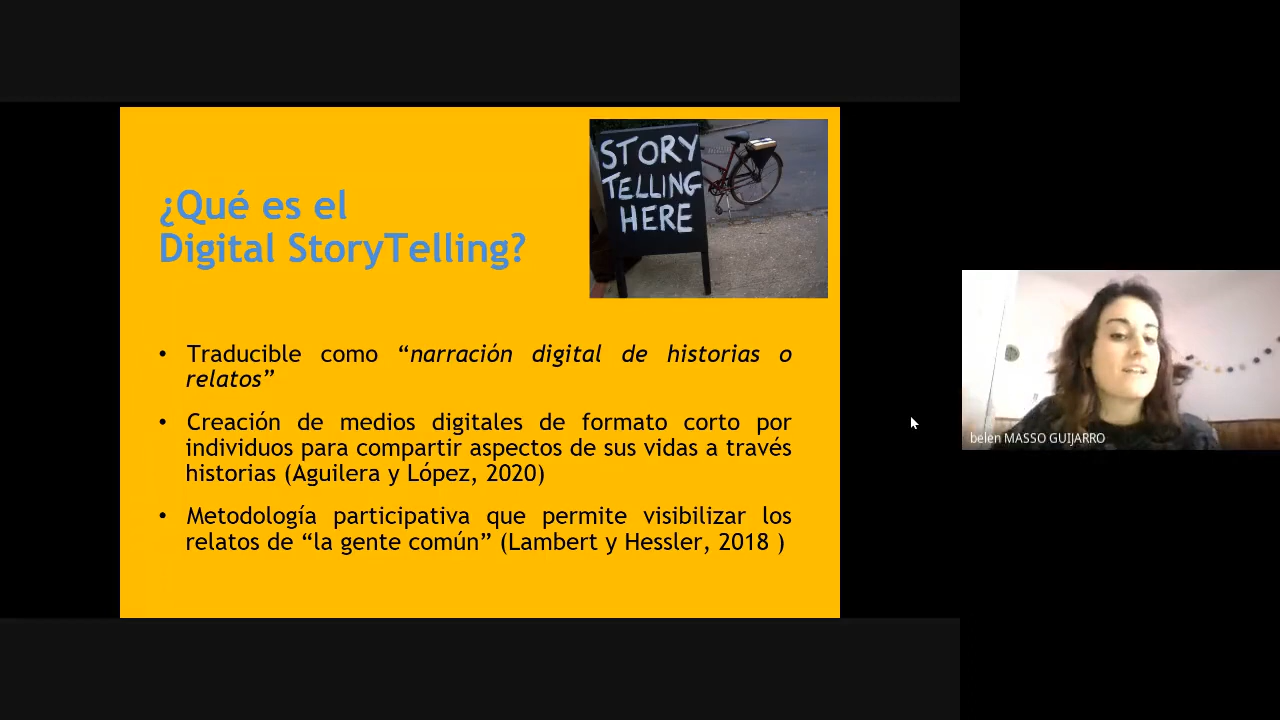 STORY
TELLING
HERE
¿Qué es el
Digital StoryTelling?
• Traducible como “narración digital de historias o
relatos”
• Creación de medios digitales de formato corto por
individuos para compartir aspectos de sus vidas a través
historias (Aguilera y López, 2020)
• Metodología participativa que permite visibilizar los
relatos de “la gente común” (Lambert y Hessler, 2018 )
belen MASSO GUIJARRO